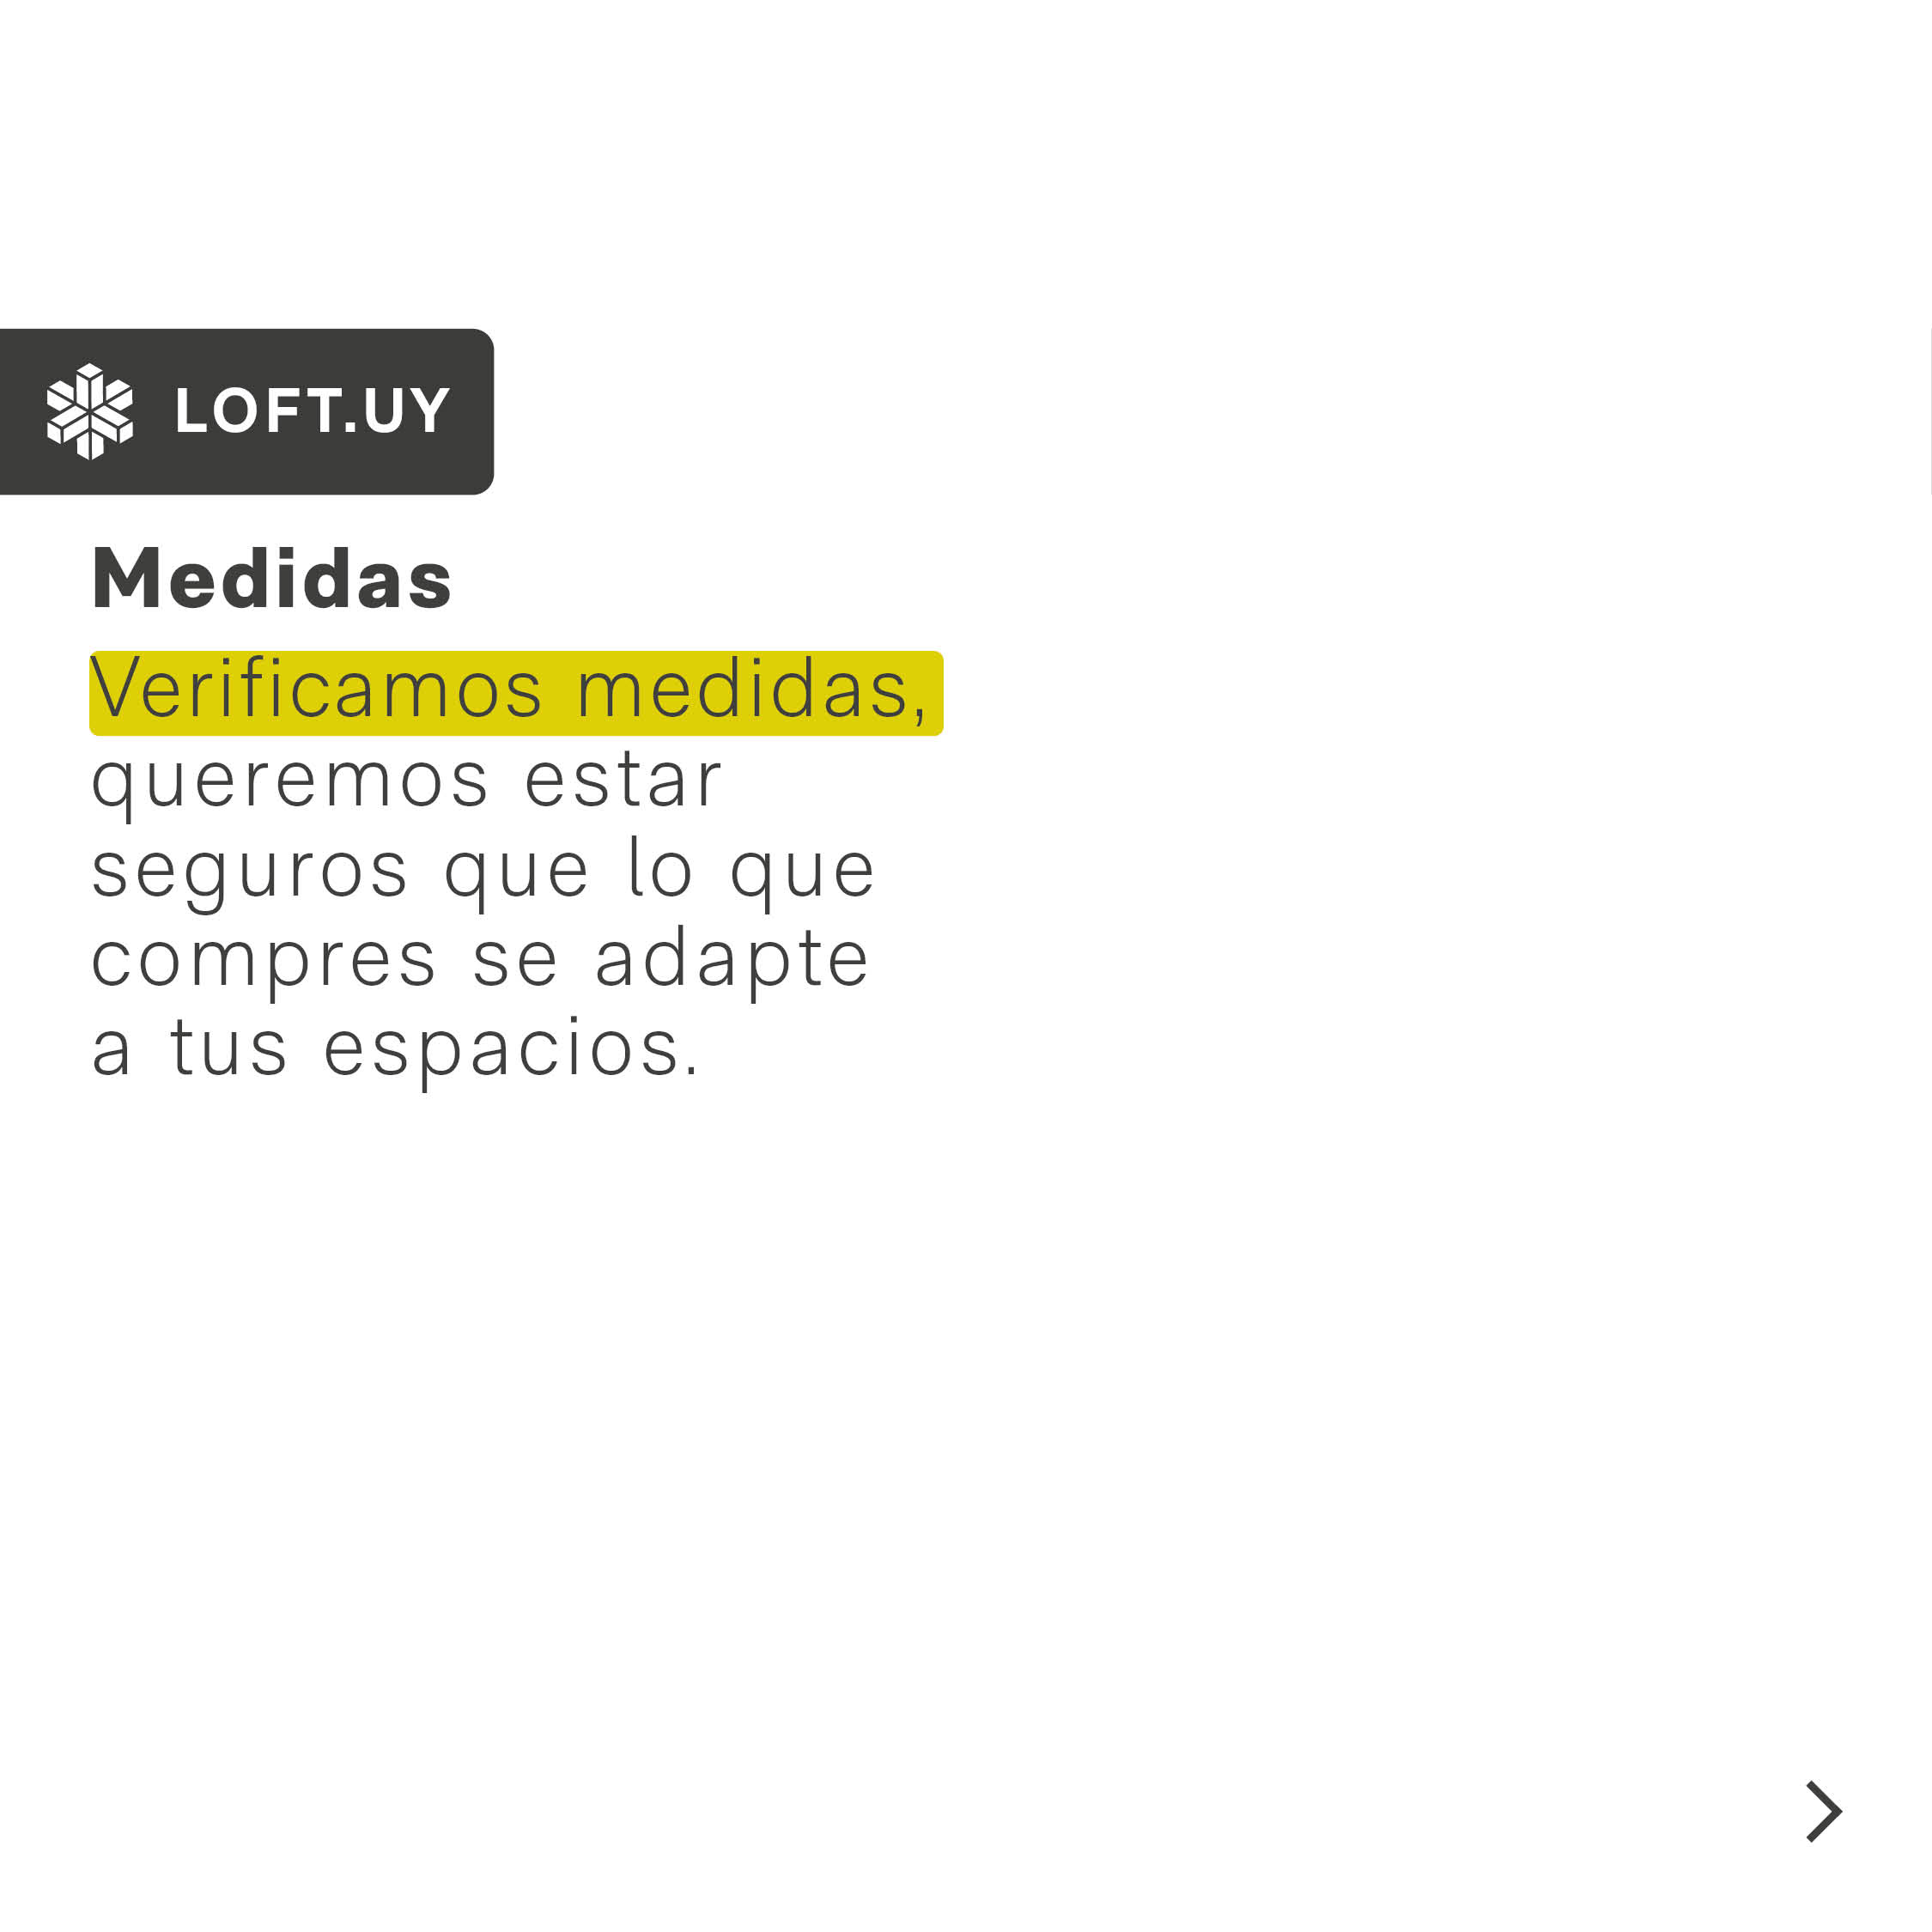 LOFT.UY
Medidas
Verificamos medidas,
queremos estar
seguros que lo que
compres se adapte
a tus espacios.